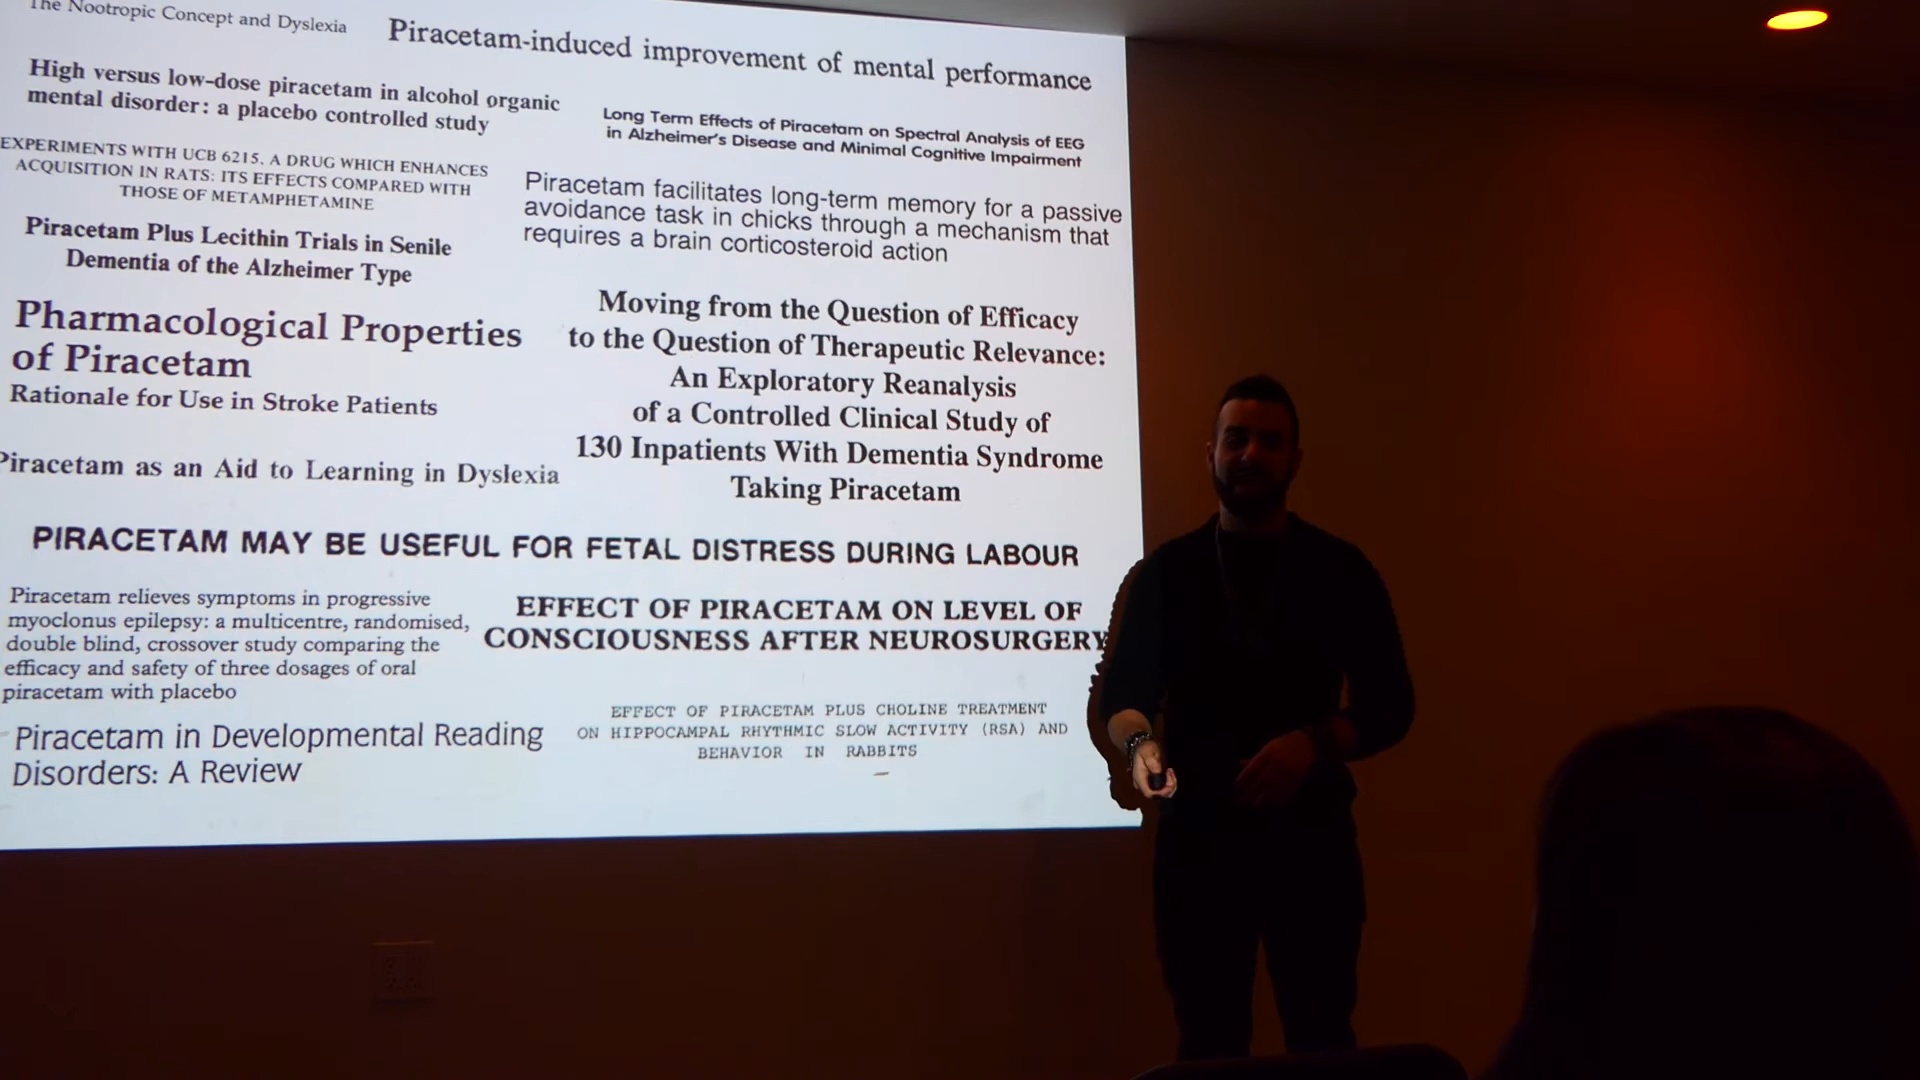 The Nootropic Concept and Dyslexia
Piracetam-induced improvement of mental performance
High versus low-dose piracetam in alcohol organic
mental disorder: a placebo controlled study
Long Term Effects of Piracetam on Spectral Analysis of EEG
in Alzheimer's Disease and Minimal Cognitive Impairment
EXPERIMENTS WITH UCB 6215, A DRUG WHICH ENHANCES
ACQUISITION IN RATS: ITS EFFECTS COMPARED WITH
THOSE OF METAMPHETAMINE
Piracetam facilitates long-term memory for a passive
avoidance task in chicks through a mechanism that
requires a brain corticosteroid action
Piracetam Plus Lecithin Trials in Senile
Dementia of the Alzheimer Type
Moving from the Question of Efficacy
to the Question of Therapeutic Relevance:
An Exploratory Reanalysis
of a Controlled Clinical Study of
130 Inpatients With Dementia Syndrome
Taking Piracetam
Pharmacological Properties
of Piracetam
Rationale for Use in Stroke Patients
Piracetam as an Aid to Learning in Dyslexia
PIRACETAM MAY BE USEFUL FOR FETAL DISTRESS DURING LABOUR
Piracetam relieves symptoms in progressive
myoclonus epilepsy: a multicentre, randomised,
double blind, crossover study comparing the
efficacy and safety of three dosages of oral
piracetam with placebo
EFFECT OF PIRACETAM ON LEVEL OF
CONSCIOUSNESS AFTER NEUROSURGERY
EFFECT OF PIRACETAM PLUS CHOLINE TREATMENT
ON HIPPOCAMPAL RHYTHMIC SLOW ACTIVITY (RSA) AND
BEHAVIOR IN RABBITS
Piracetam in Developmental Reading
Disorders: A Review